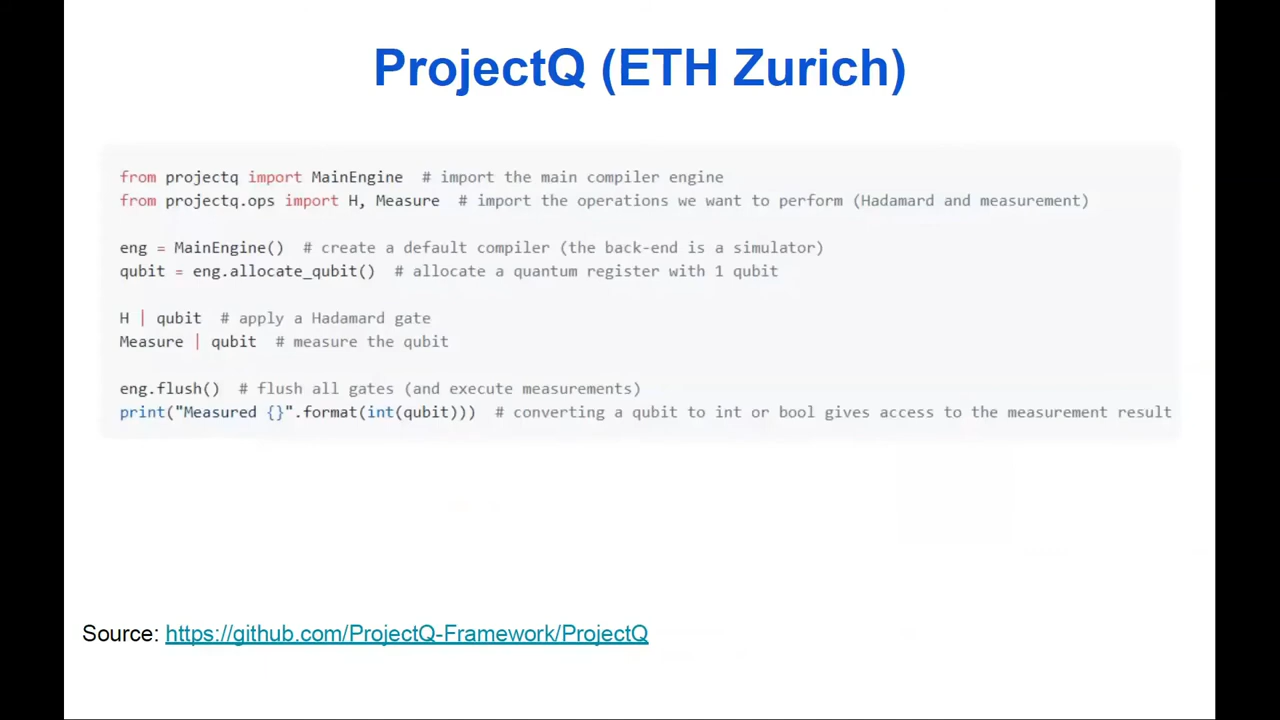 ProjectQ (ETH Zurich)
from projectq import MainEngine  # import the main compiler engine
from projectq.ops import H, Measure  # import the operations we want to perform (Hadamard and measurement)
eng = MainEngine()  # create a default compiler (the back-end is a simulator)
qubit = eng.allocate_qubit()  # allocate a quantum register with 1 qubit
H | qubit  # apply a Hadamard gate
Measure | qubit  # measure the qubit
eng.flush()  # flush all gates (and execute measurements)
print("Measured {}".format(int(qubit)))  # converting a qubit to int or bool gives access to the measurement result
Source: https://github.com/ProjectQ-Framework/ProjectQ